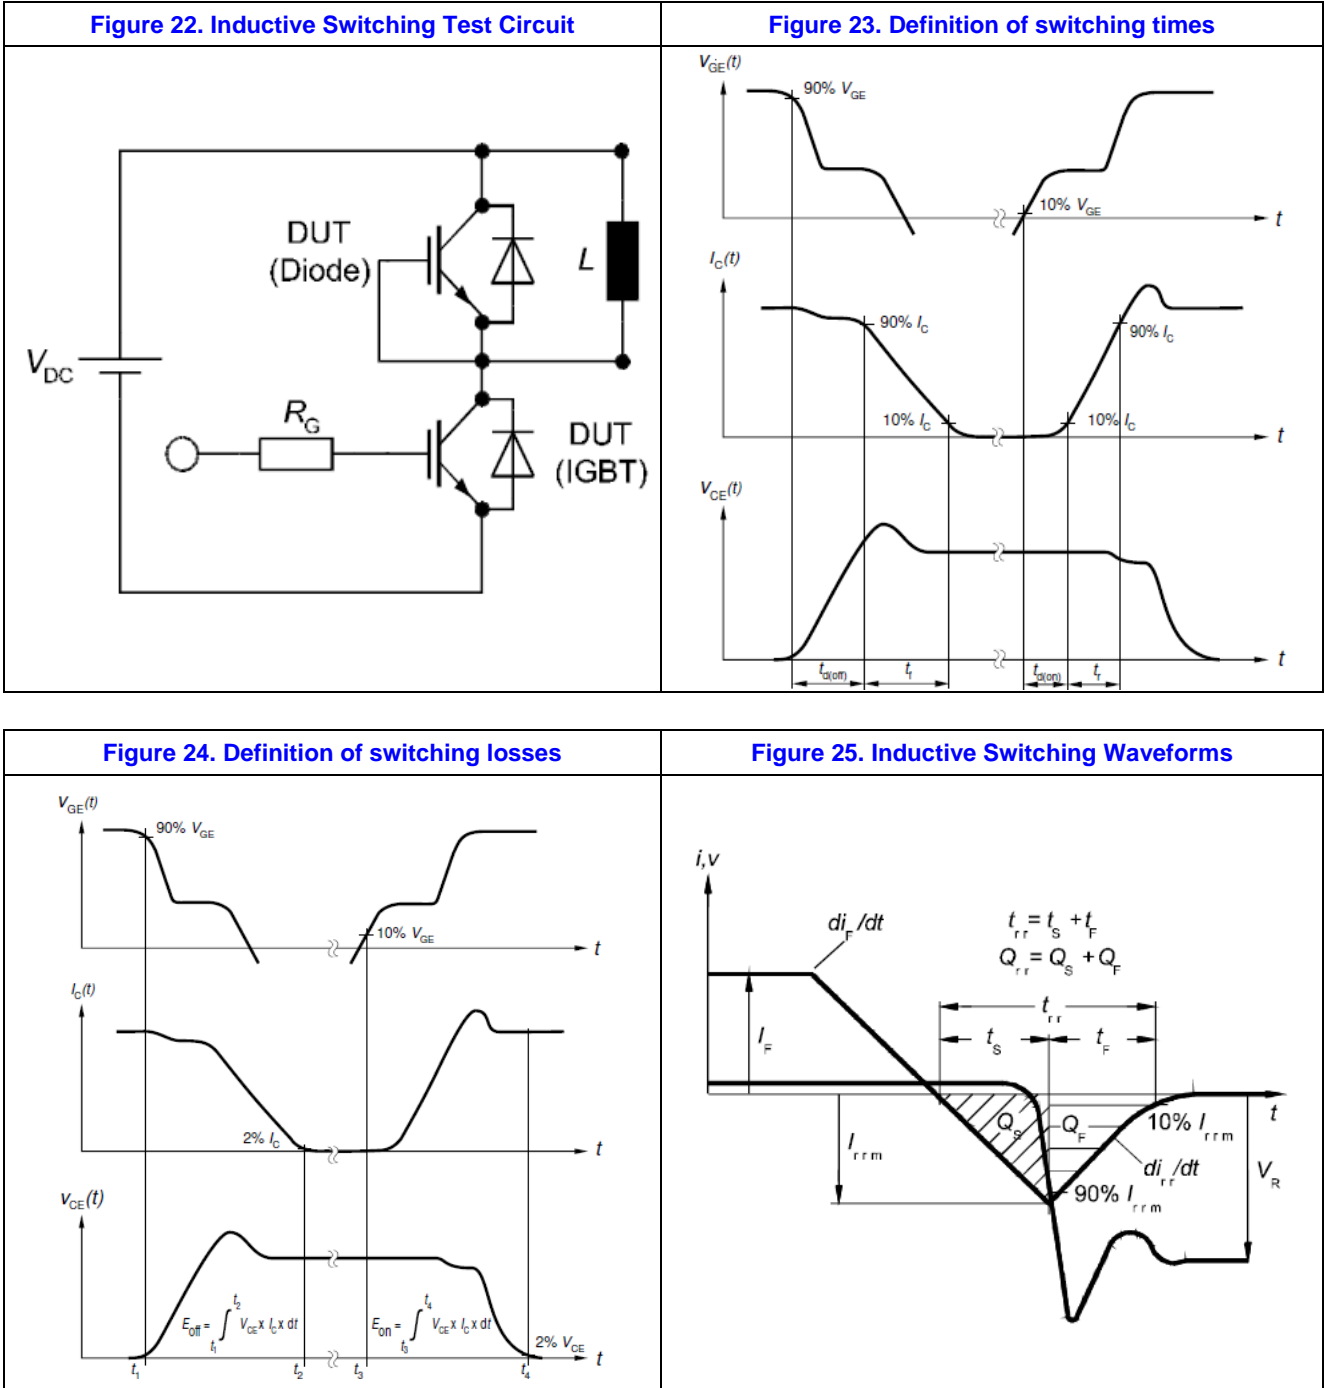 Figure 22. Inductive Switching Test Circuit
Figure 23. Definition of switching times
DUT
(Diode)
L
VDC
RG
DUT
(IGBT)
VGE(t)
90% VGE
10% VGE
t
IC(t)
90% IC
90% IC
10% IC
10% IC
t
VCE(t)
t
td(off)
tf
td(on)
tr
Figure 24. Definition of switching losses
Figure 25. Inductive Switching Waveforms
VGE(t)
90% VGE
10% VGE
t
IC(t)
2% IC
t
vCE(t)
Eoff = ∫ t1 t2 VCE x IC x dt
Eon = ∫ t3 t4 VCE x IC x dt
2% VCE
t
t1
t2
t3
t4
i,v
diF/dt
trr = tS + tF
Qrr = QS + QF
trr
IF
tS
tF
t
QS
QF
10% Irrm
Irrm
dirr/dt
VR
90% Irrm